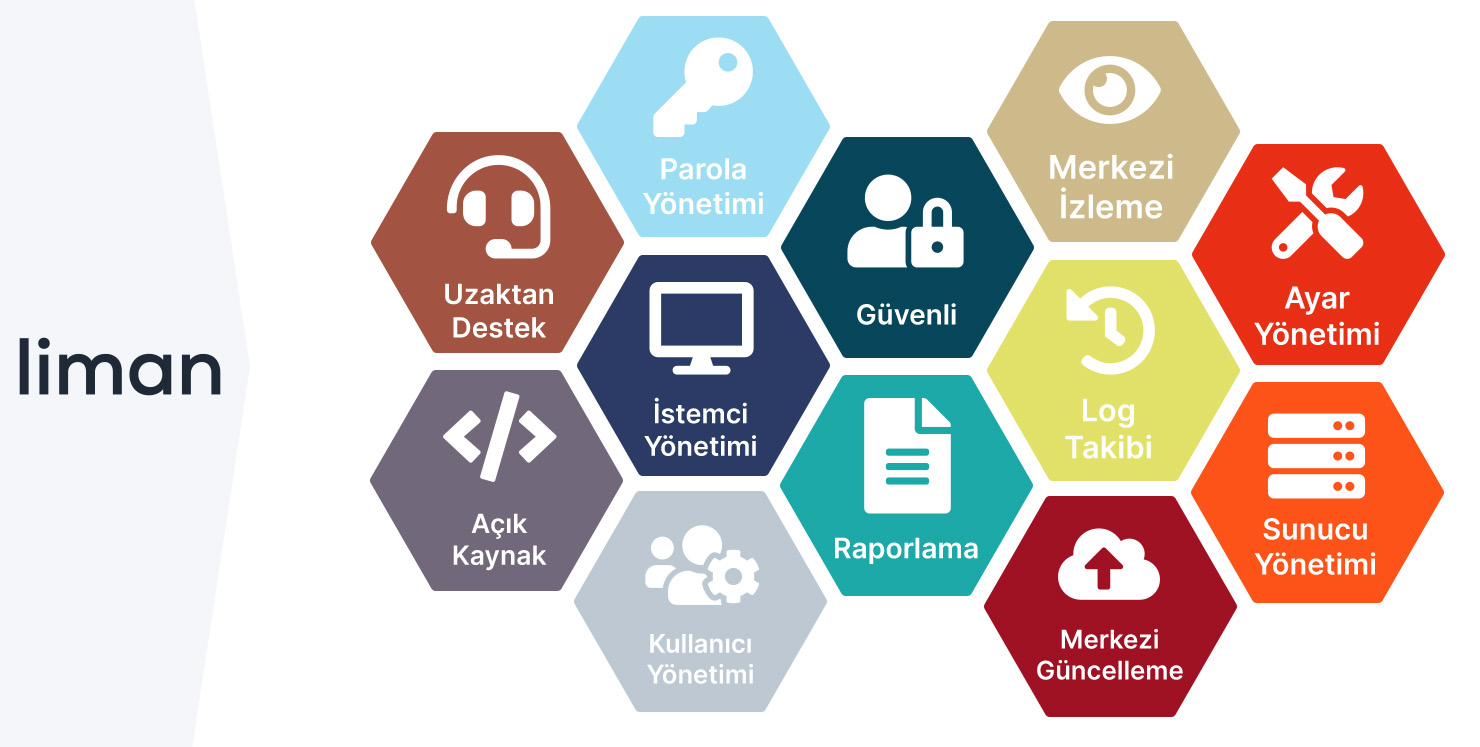 liman
Parola
Yönetimi
Merkezi
İzleme
Uzaktan
Destek
Güvenli
Ayar
Yönetimi
İstemci
Yönetimi
Log
Takibi
Açık
Kaynak
Raporlama
Sunucu
Yönetimi
Kullanıcı
Yönetimi
Merkezi
Güncelleme